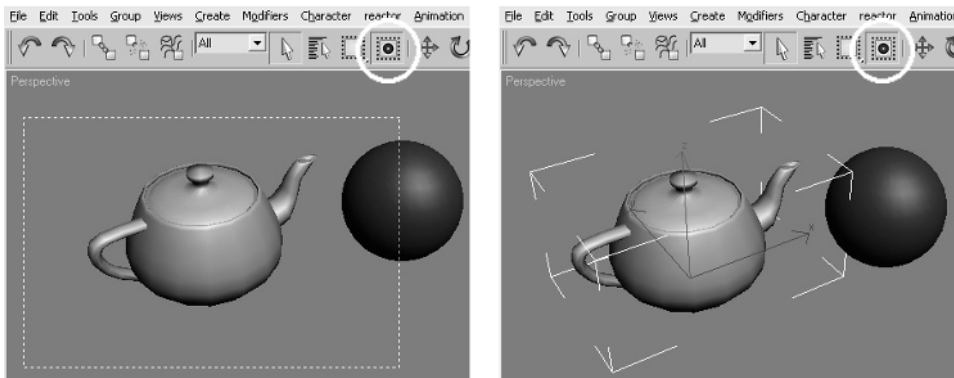 File Edit Tools Group Views Create Modifiers Character reactor Animation
All
Perspective
z
x
File Edit Tools Group Views Create Modifiers Character reactor Animation
All
Perspective